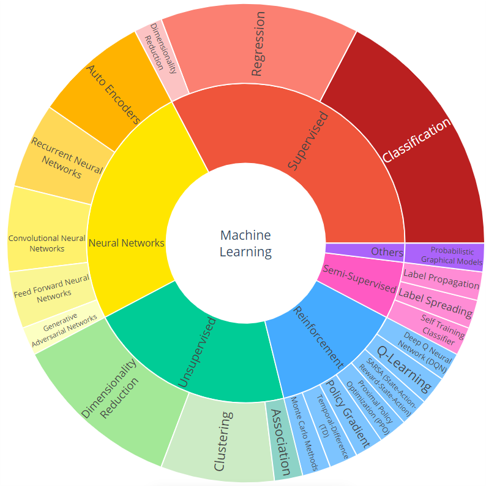 Machine
Learning
Supervised
Classification
Regression
Dimensionality
Reduction
Neural Networks
Auto Encoders
Recurrent Neural
Networks
Convolutional Neural
Networks
Feed Forward Neural
Networks
Generative
Adversarial Networks
Unsupervised
Dimensionality
Reduction
Clustering
Association
Reinforcement
Monte Carlo Methods
Temporal-Difference
(TD)
Policy Gradient
Proximal Policy
Optimization (PPO)
SARSA (State-Action-
Reward-State-Action)
Q-Learning
Deep Q Neural
Network (DQN)
Semi-Supervised
Self Training
Classifier
Label Spreading
Label Propagation
Others
Probabilistic
Graphical Models